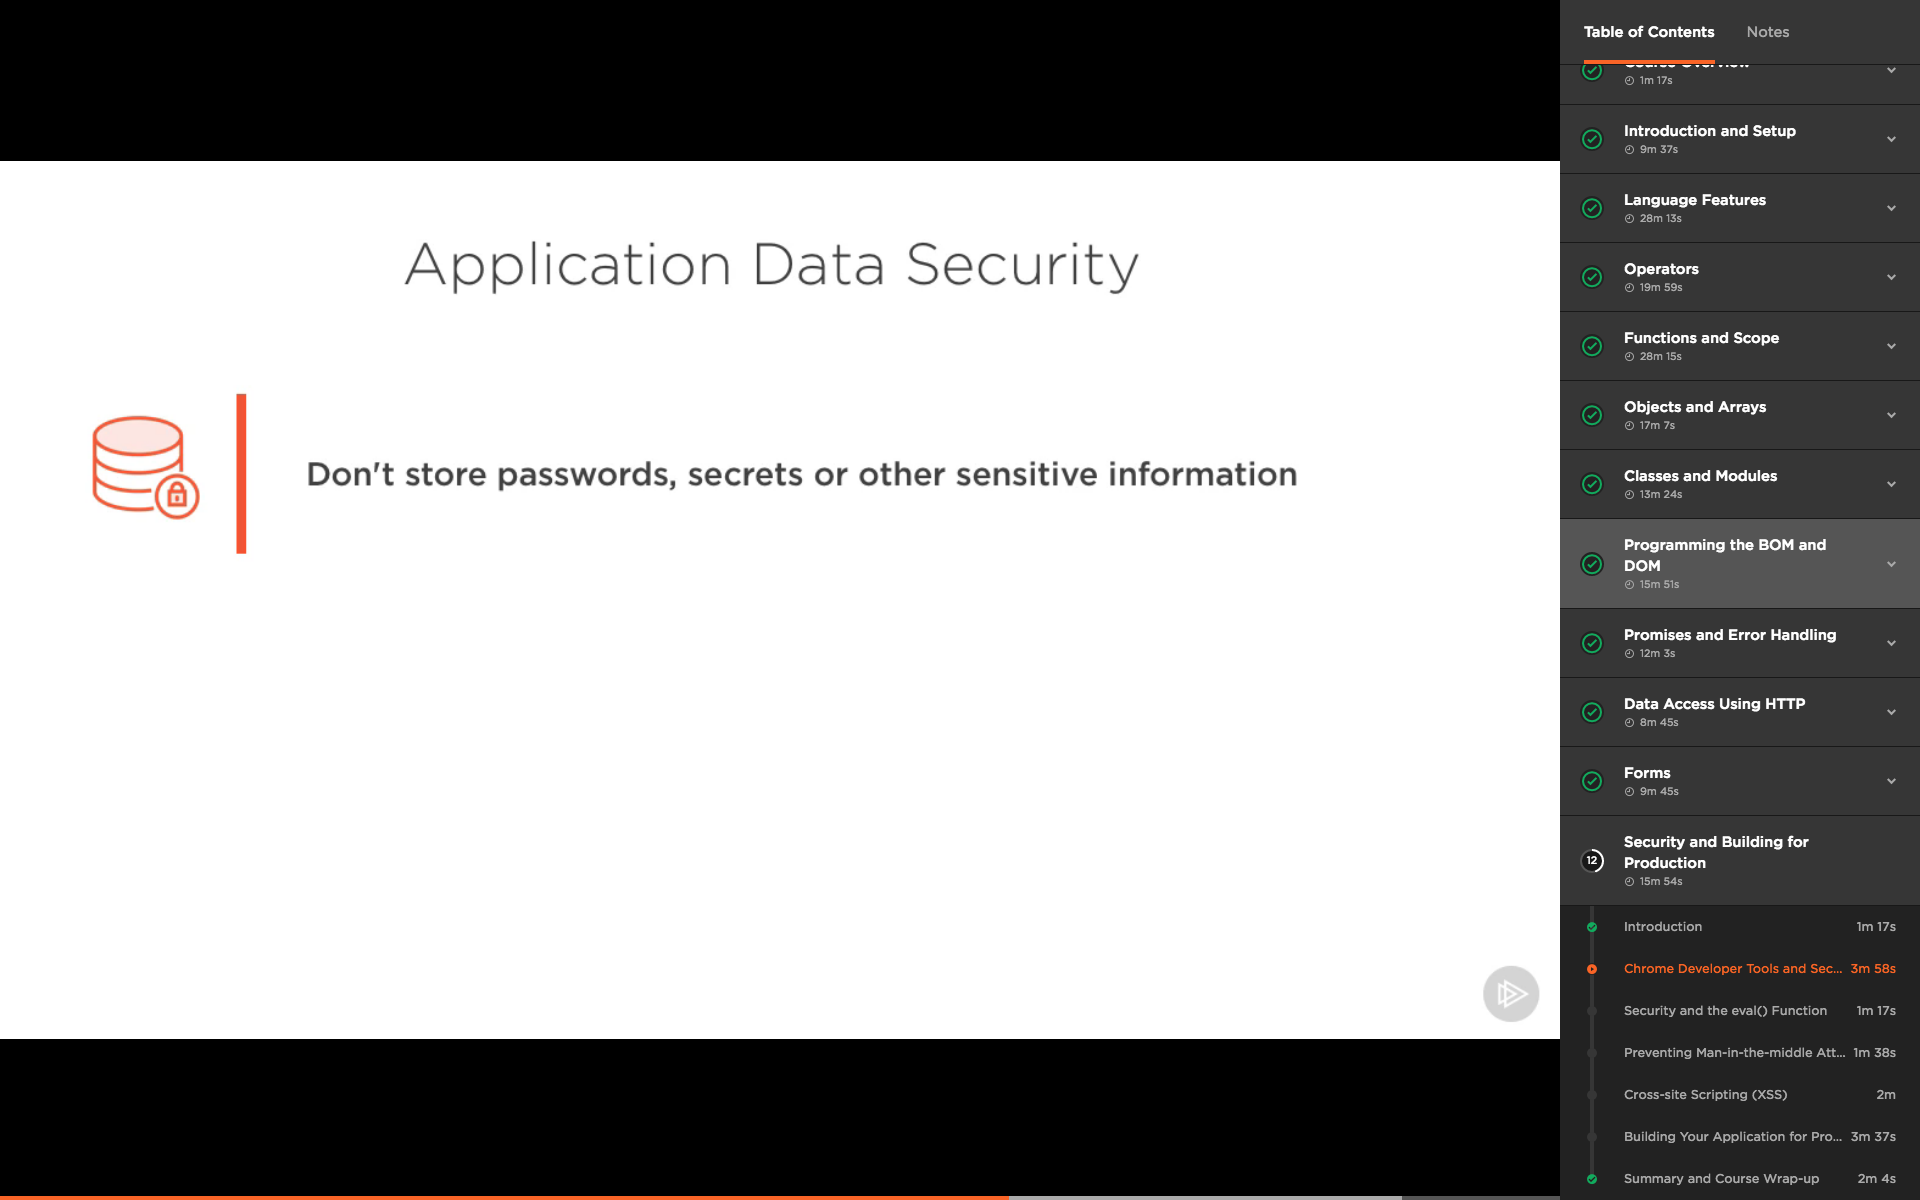 Application Data Security
Don't store passwords, secrets or other sensitive information
Table of Contents
Notes
1m 17s
Introduction and Setup
9m 37s
Language Features
28m 13s
Operators
19m 59s
Functions and Scope
28m 15s
Objects and Arrays
17m 7s
Classes and Modules
13m 24s
Programming the BOM and
DOM
15m 51s
Promises and Error Handling
12m 3s
Data Access Using HTTP
8m 45s
Forms
9m 45s
12
Security and Building for
Production
15m 54s
Introduction 1m 17s
Chrome Developer Tools and Sec... 3m 58s
Security and the eval() Function 1m 17s
Preventing Man-in-the-middle Att... 1m 38s
Cross-site Scripting (XSS) 2m
Building Your Application for Pro... 3m 37s
Summary and Course Wrap-up 2m 4s